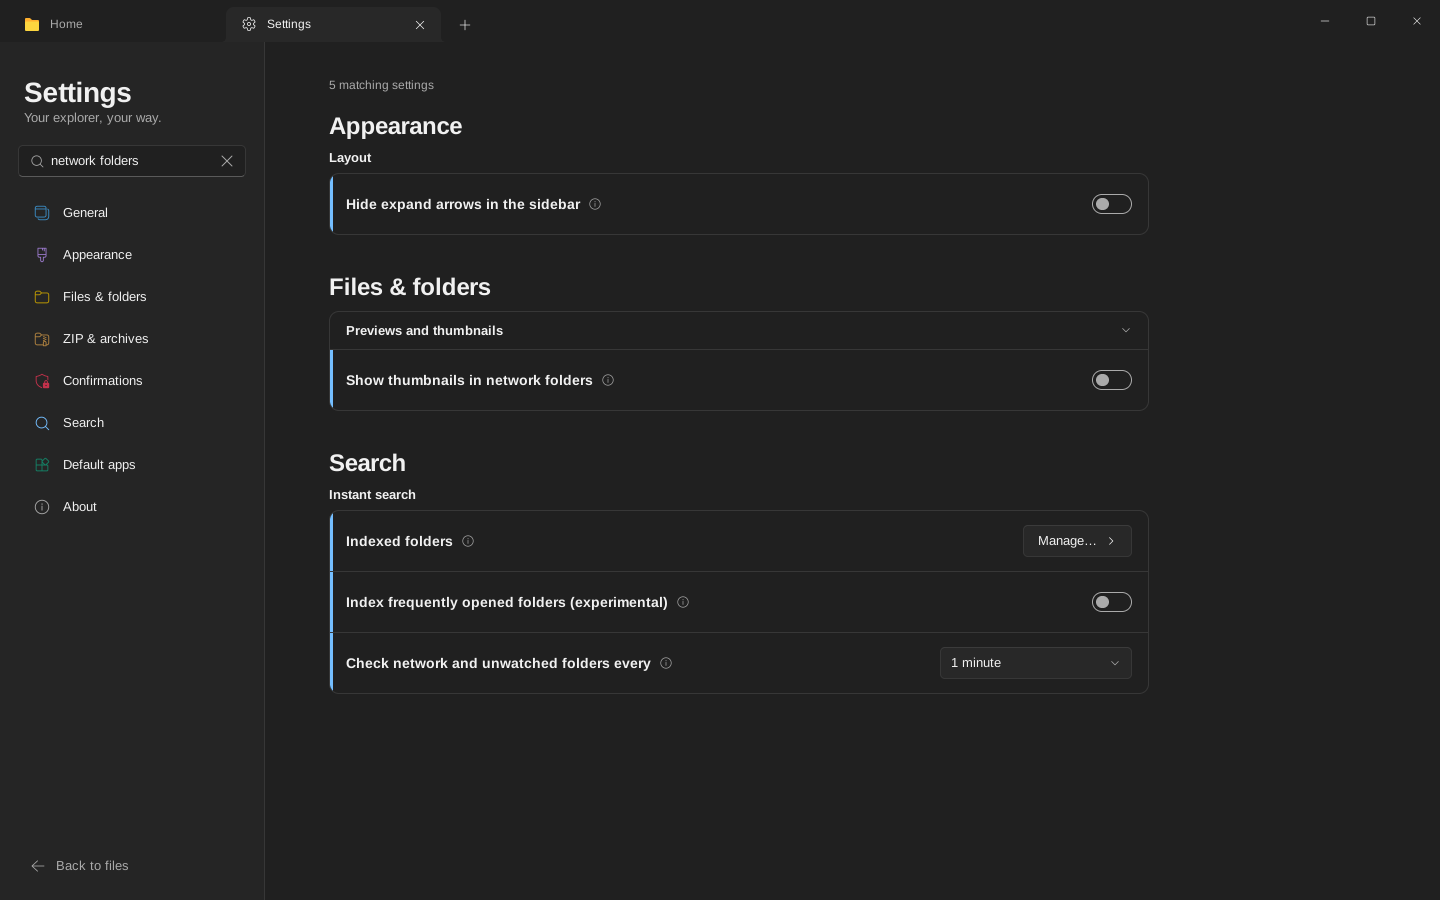 Home
Settings
Settings
Your explorer, your way.
network folders
General
Appearance
Files & folders
ZIP & archives
Confirmations
Search
Default apps
About
Back to files
5 matching settings
Appearance
Layout
Hide expand arrows in the sidebar
Files & folders
Previews and thumbnails
Show thumbnails in network folders
Search
Instant search
Indexed folders
Manage...
Index frequently opened folders (experimental)
Check network and unwatched folders every
1 minute